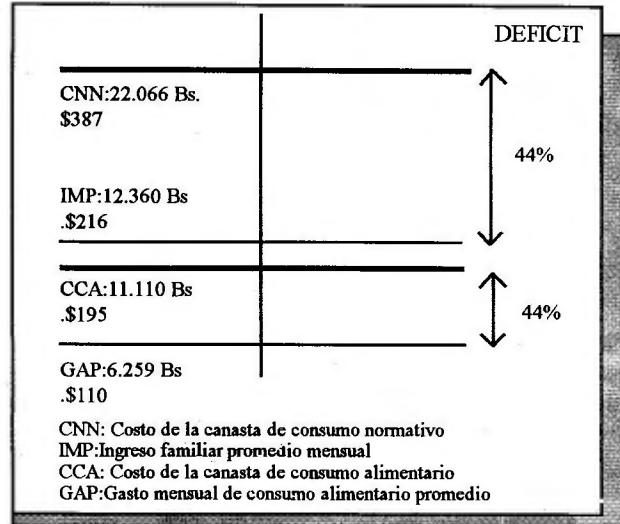 DEFICIT
CNN:22.066 Bs.
$387
44%
IMP:12.360 Bs
.$216
CCA:11.110 Bs
.$195
44%
GAP:6.259 Bs
.$110
CNN: Costo de la canasta de consumo normativo
IMP:Ingreso familiar promedio mensual
CCA: Costo de la canasta de consumo alimentario
GAP:Gasto mensual de consumo alimentario promedio